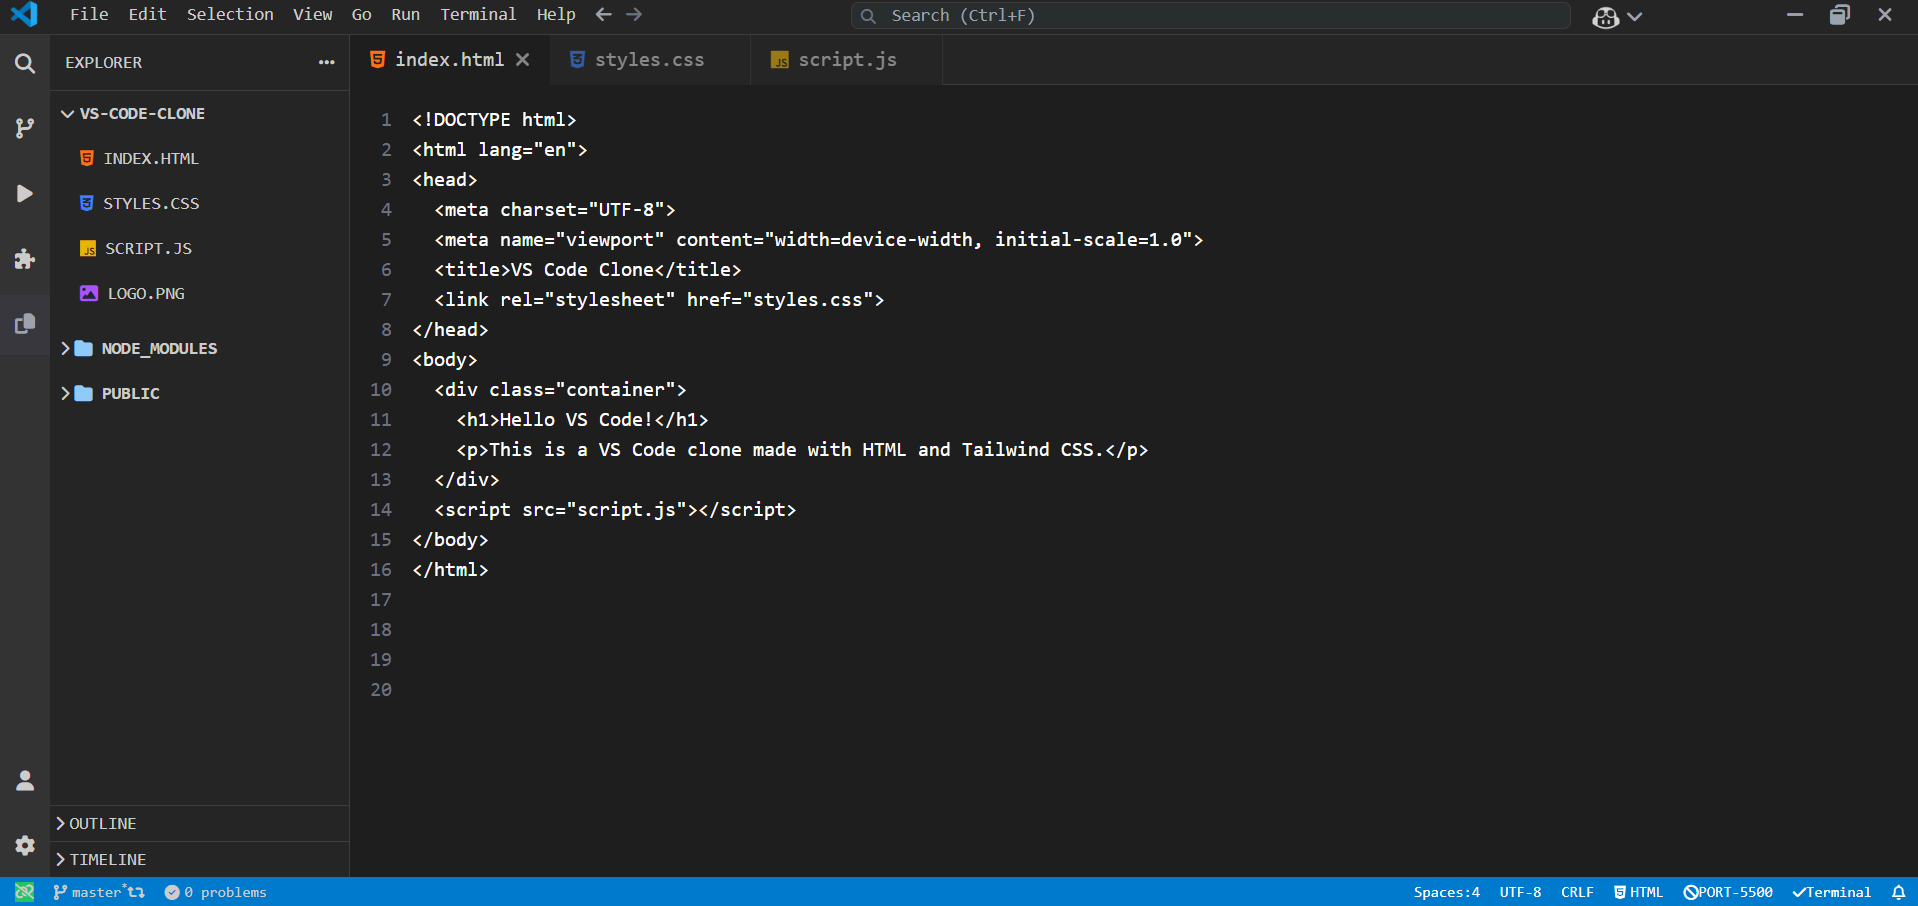 File Edit Selection View Go Run Terminal Help Search (Ctrl+F)
EXPLORER ···
VS-CODE-CLONE
INDEX.HTML
STYLES.CSS
JS SCRIPT.JS
LOGO.PNG
NODE_MODULES
PUBLIC
OUTLINE
TIMELINE
index.html styles.css JS script.js
1 <!DOCTYPE html>
2 <html lang="en">
3 <head>
4   <meta charset="UTF-8">
5   <meta name="viewport" content="width=device-width, initial-scale=1.0">
6   <title>VS Code Clone</title>
7   <link rel="stylesheet" href="styles.css">
8 </head>
9 <body>
10   <div class="container">
11     <h1>Hello VS Code!</h1>
12     <p>This is a VS Code clone made with HTML and Tailwind CSS.</p>
13   </div>
14   <script src="script.js"></script>
15 </body>
16 </html>
17
18
19
20
master* 0 problems Spaces:4 UTF-8 CRLF HTML PORT-5500 Terminal